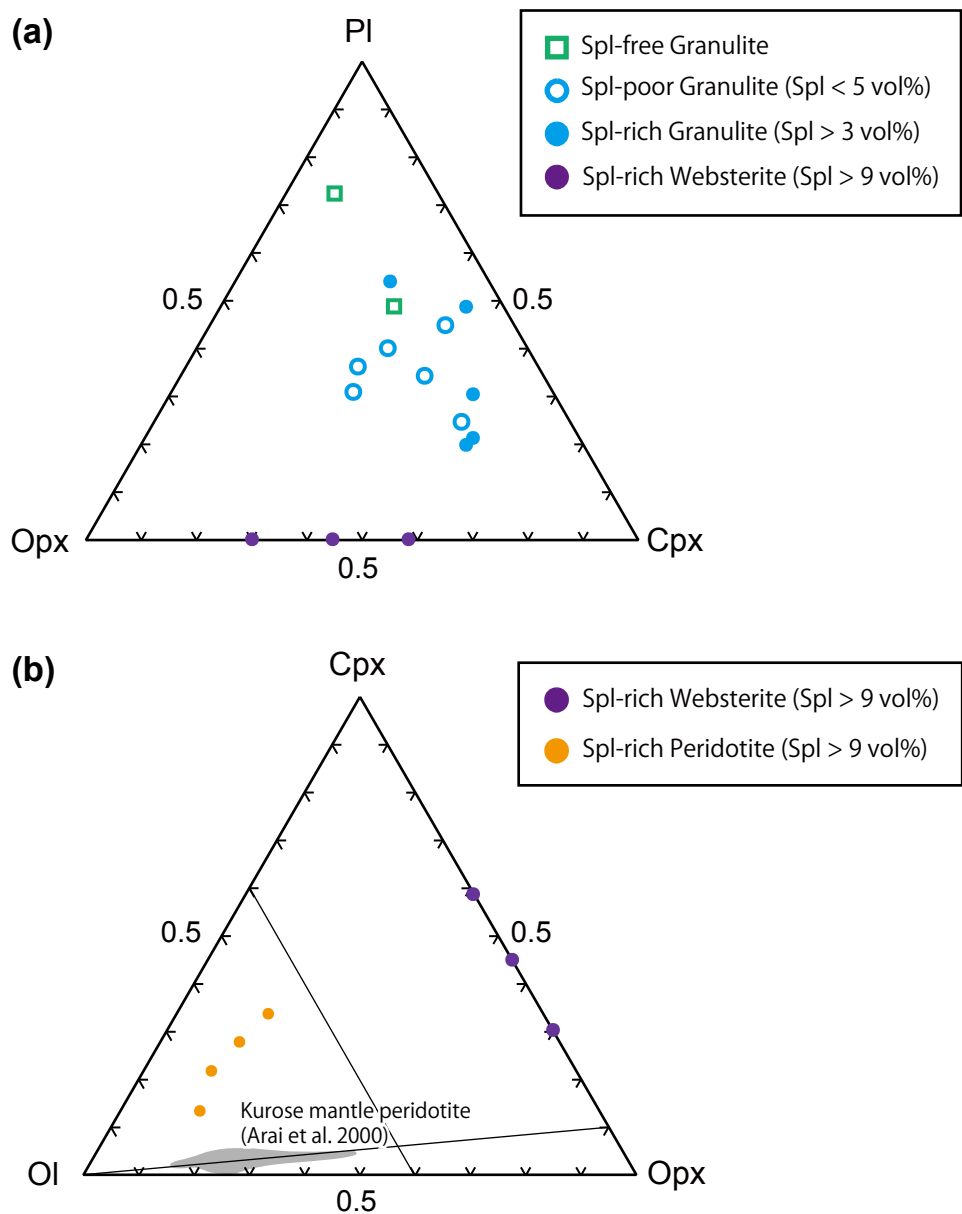 (a)
Pl
Spl-free Granulite
Spl-poor Granulite (Spl < 5 vol%)
Spl-rich Granulite (Spl > 3 vol%)
Spl-rich Websterite (Spl > 9 vol%)
0.5
0.5
Opx
Cpx
0.5
(b)
Cpx
Spl-rich Websterite (Spl > 9 vol%)
Spl-rich Peridotite (Spl > 9 vol%)
0.5
0.5
Kurose mantle peridotite
(Arai et al. 2000)
Ol
Opx
0.5